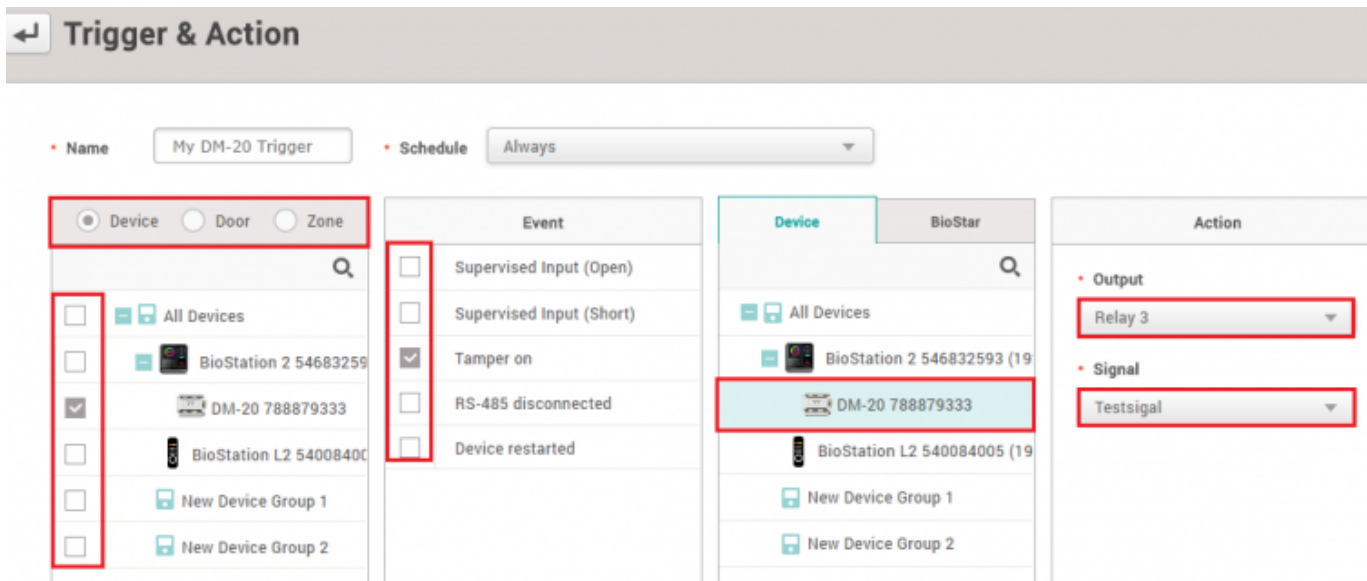 Trigger & Action
• Name My DM-20 Trigger • Schedule Always
Device Door Zone
All Devices
BioStation 2 54683259
DM-20 788879333
BioStation L2 5400840
New Device Group 1
New Device Group 2
Event
Supervised Input (Open)
Supervised Input (Short)
Tamper on
RS-485 disconnected
Device restarted
Device BioStar
All Devices
BioStation 2 546832593 (19
DM-20 788879333
BioStation L2 540084005 (19
New Device Group 1
New Device Group 2
Action
• Output
Relay 3
• Signal
Testsigal